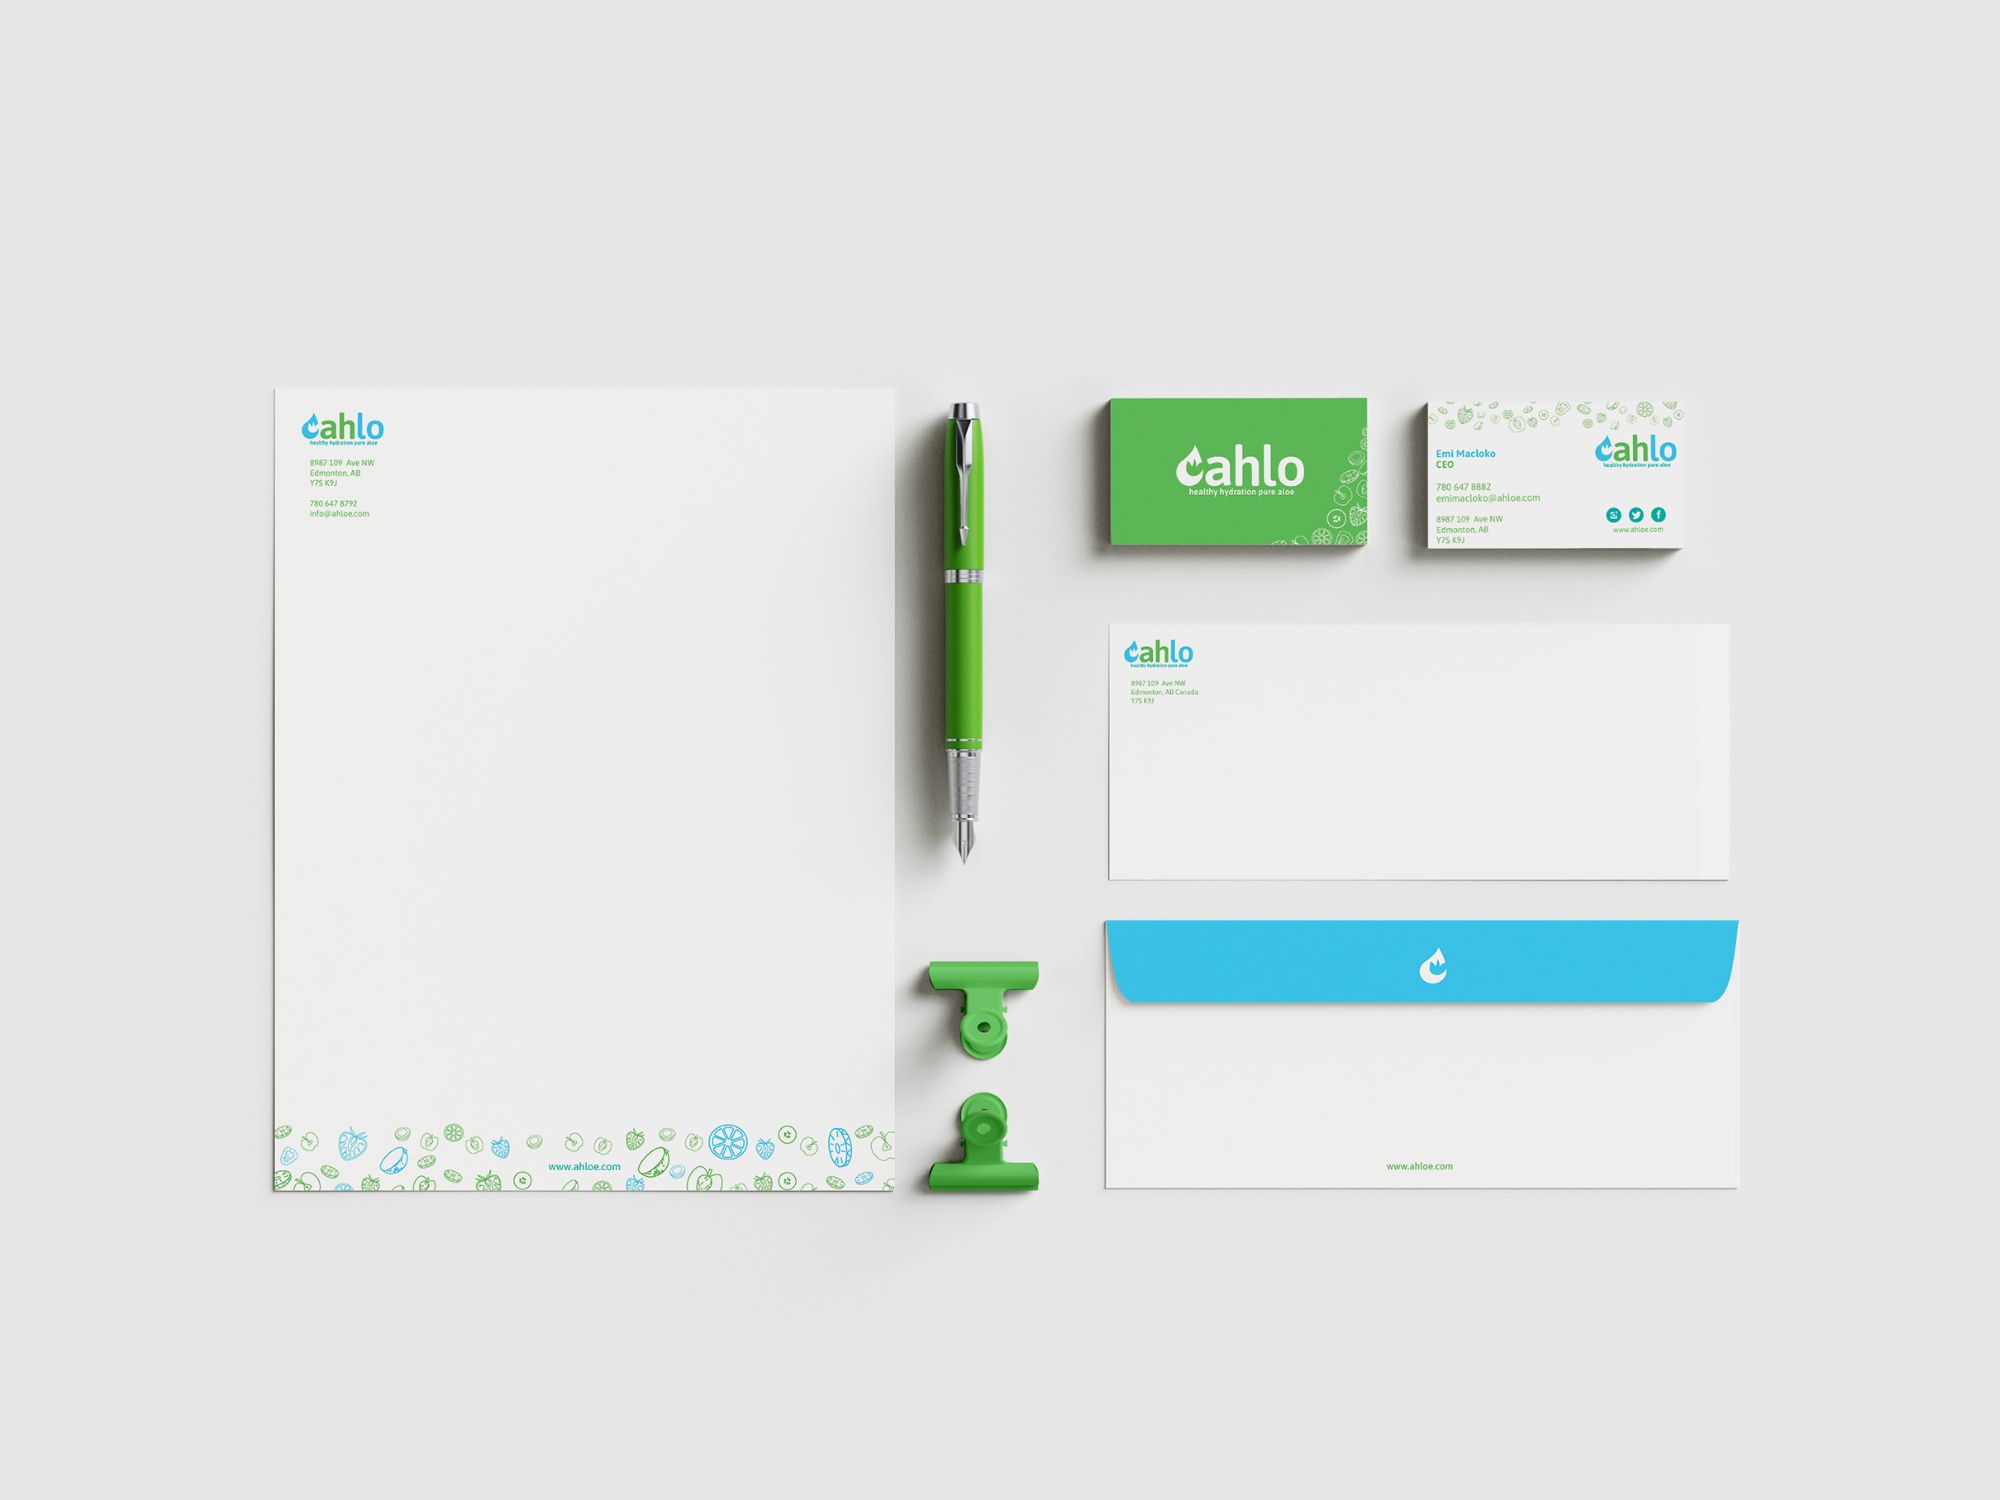 ahlo
healthy hydration pure aloe
8987 109 Ave NW
Edmonton, AB
Y7S K9J
780 647 8792
info@ahloe.com
www.ahloe.com
ahlo
healthy hydration pure aloe
Emi Macloko
CEO
780 647 8882
emimacloko@ahloe.com
8987 109 Ave NW
Edmonton, AB
Y7S K9J
ahlo
healthy hydration pure aloe
www.ahloe.com
ahlo
healthy hydration pure aloe
8987 109 Ave NW
Edmonton, AB Canada
Y7S K9J
www.ahloe.com